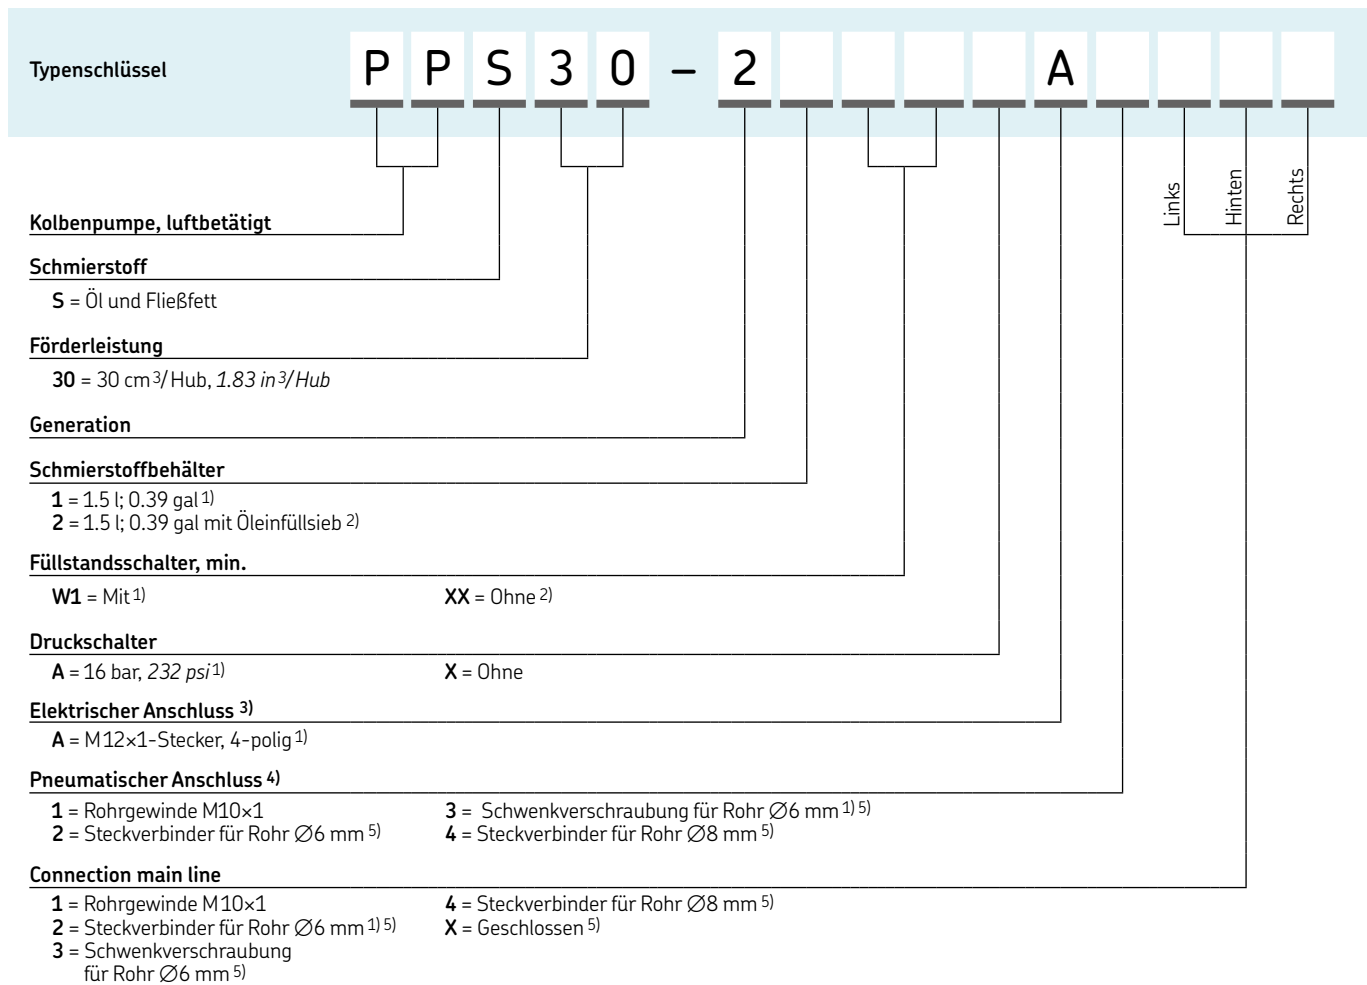 Typenschlüssel P P S 3 0 – 2 A
Links
Hinten
Rechts
Kolbenpumpe, luftbetätigt
Schmierstoff
S = Öl und Fließfett
Förderleistung
30 = 30 cm³/Hub, 1.83 in³/Hub
Generation
Schmierstoffbehälter
1 = 1.5 l; 0.39 gal 1)
2 = 1.5 l; 0.39 gal mit Öleinfüllsieb 2)
Füllstandsschalter, min.
W1 = Mit 1) XX = Ohne 2)
Druckschalter
A = 16 bar, 232 psi 1) X = Ohne
Elektrischer Anschluss 3)
A = M12×1-Stecker, 4-polig 1)
Pneumatischer Anschluss 4)
1 = Rohrgewinde M10×1 3 = Schwenkverschraubung für Rohr Ø6 mm 1) 5)
2 = Steckverbinder für Rohr Ø6 mm 5) 4 = Steckverbinder für Rohr Ø8 mm 5)
Connection main line
1 = Rohrgewinde M10×1 4 = Steckverbinder für Rohr Ø8 mm 5)
2 = Steckverbinder für Rohr Ø6 mm 1) 5) X = Geschlossen 5)
3 = Schwenkverschraubung
für Rohr Ø6 mm 5)